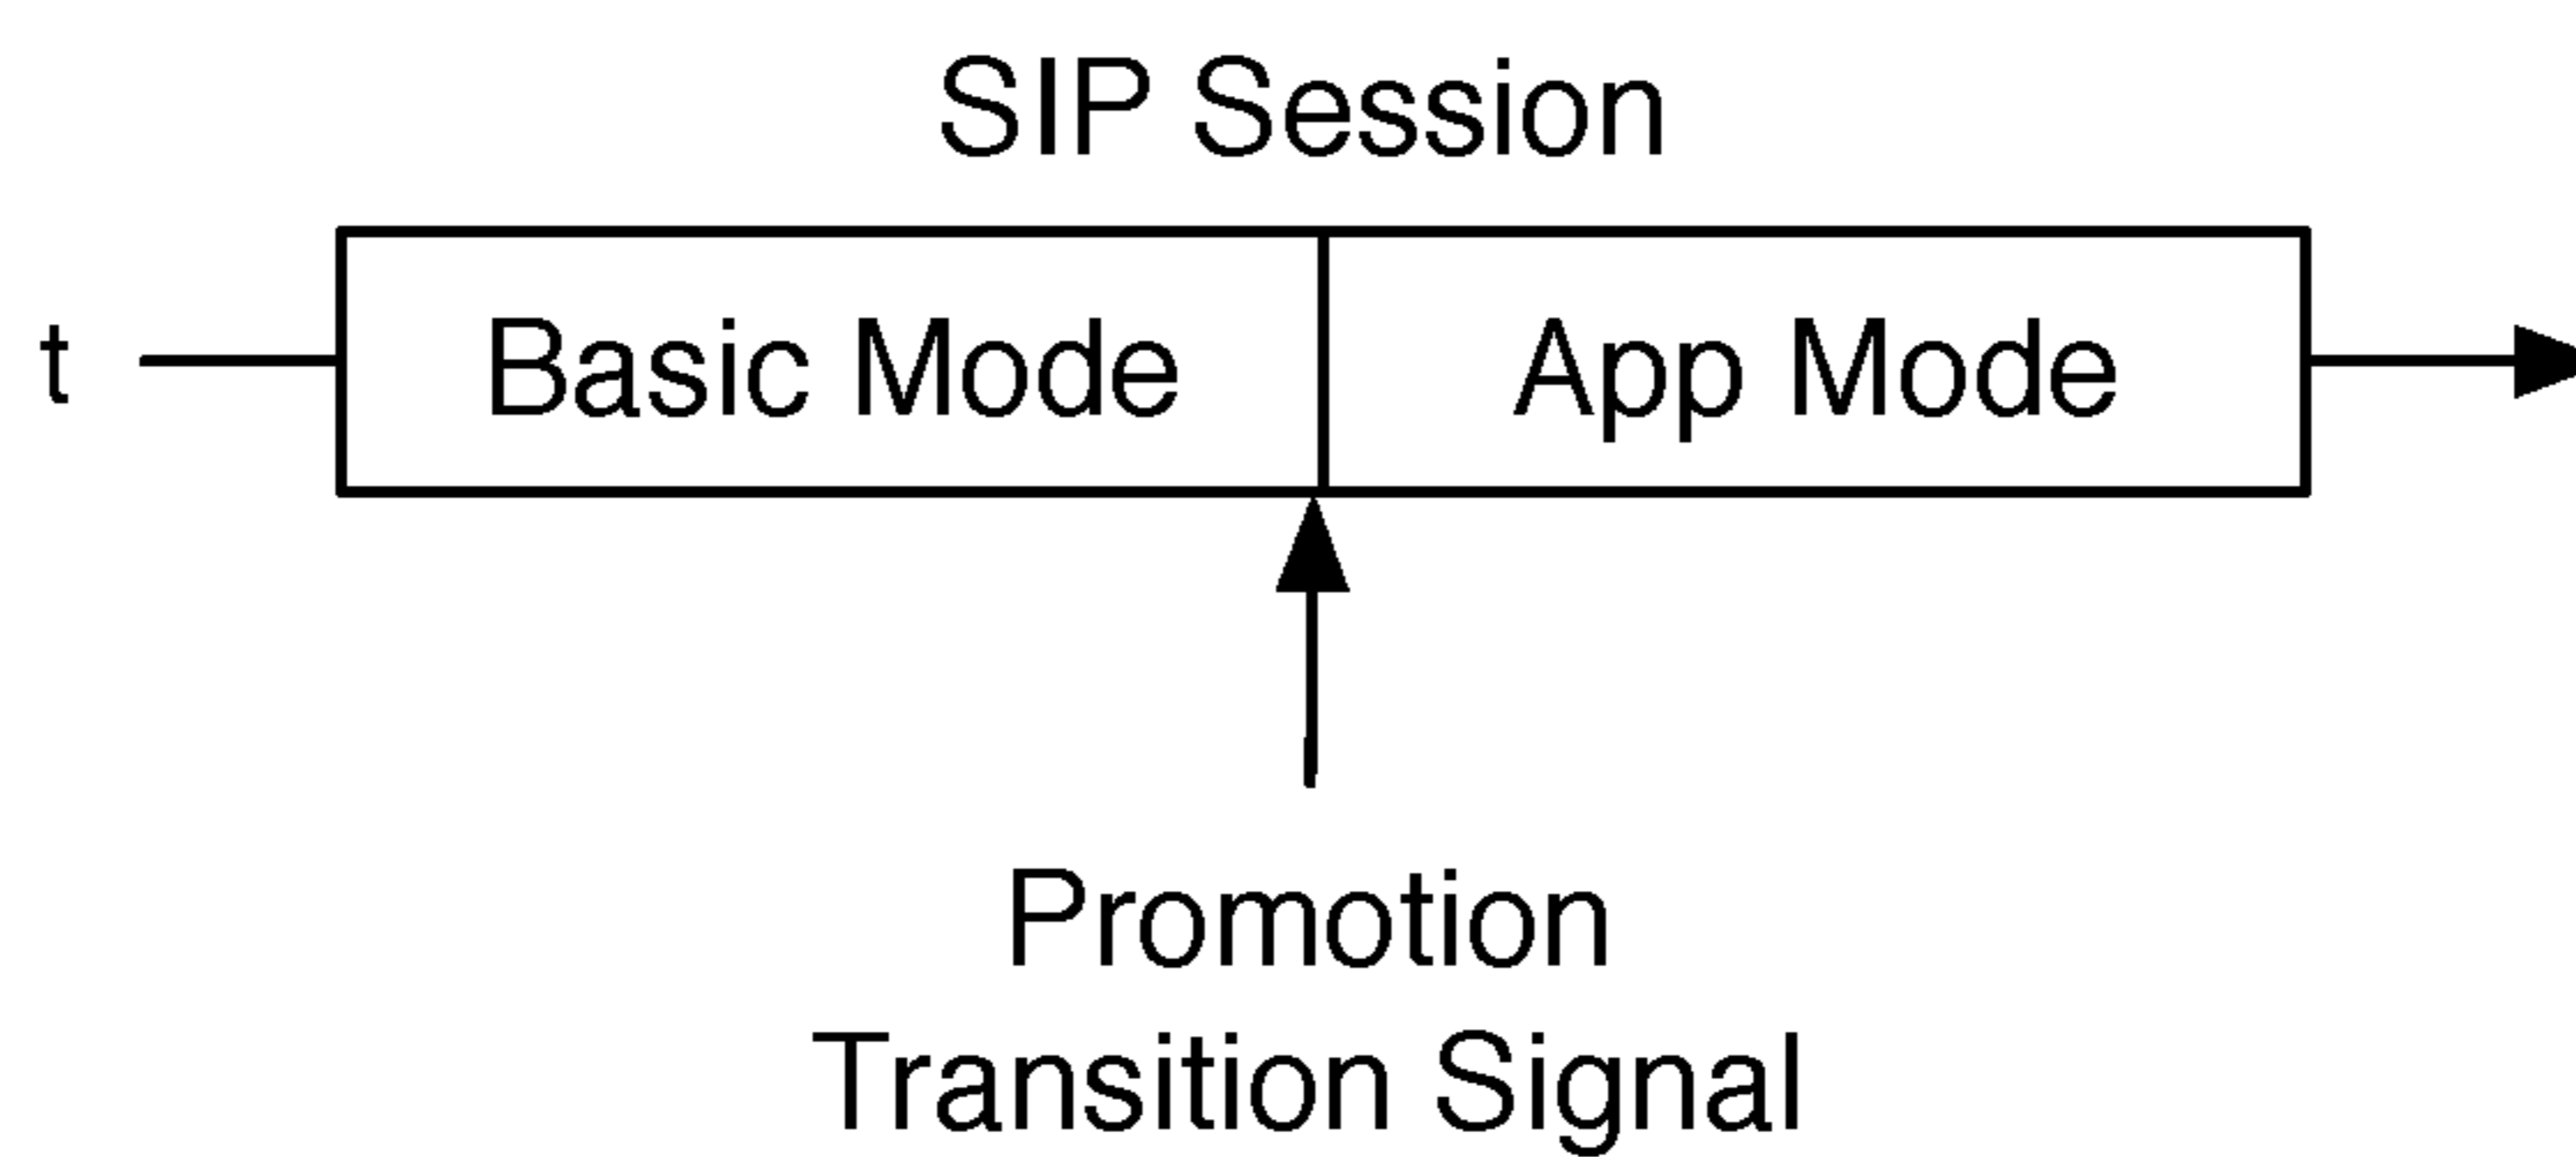 SIP Session
t
Basic Mode
App Mode
Promotion
Transition Signal